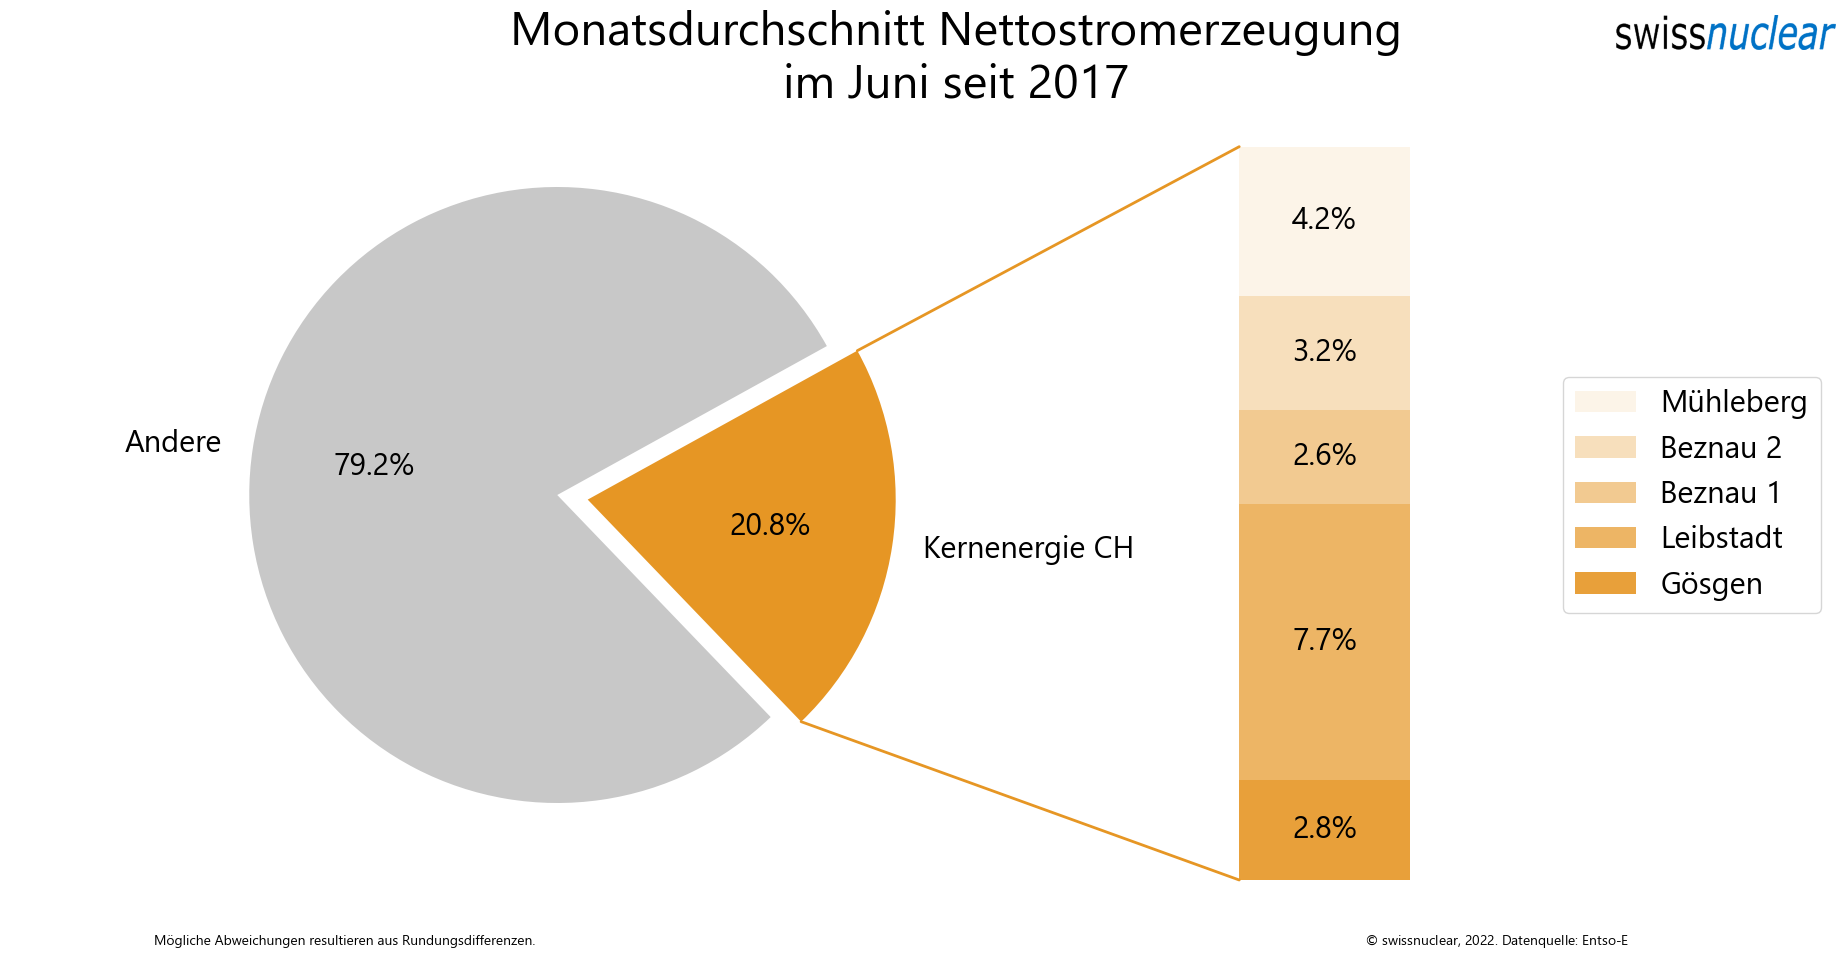 Monatsdurchschnitt Nettostromerzeugung
im Juni seit 2017
swissnuclear
Andere
79.2%
20.8%
Kernenergie CH
4.2%
3.2%
2.6%
7.7%
2.8%
Mühleberg
Beznau 2
Beznau 1
Leibstadt
Gösgen
Mögliche Abweichungen resultieren aus Rundungsdifferenzen.
© swissnuclear, 2022. Datenquelle: Entso-E